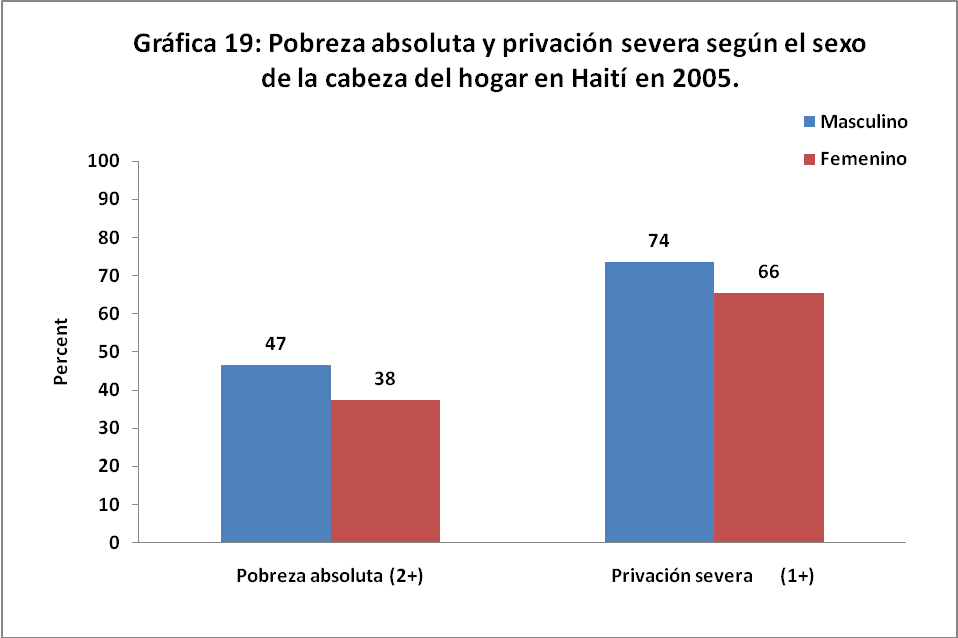 Gráfica 19: Pobreza absoluta y privación severa según el sexo
de la cabeza del hogar en Haití en 2005.
Masculino
Femenino
100
90
80
70
60
50
40
30
20
10
0
Percent
47
38
74
66
Pobreza absoluta (2+)
Privación severa (1+)